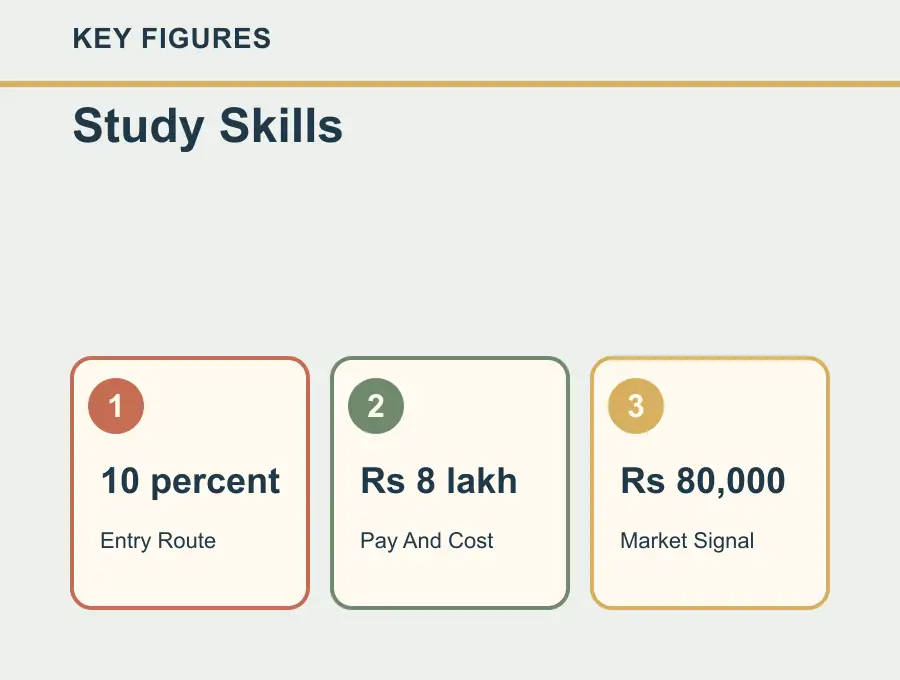 KEY FIGURES
Study Skills
1
10 percent
Entry Route
2
Rs 8 lakh
Pay And Cost
3
Rs 80,000
Market Signal